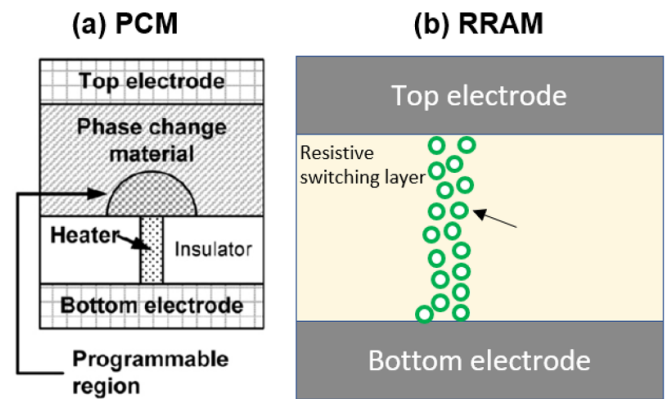 (a) PCM
Top electrode
Phase change
material
Heater
Insulator
Bottom electrode
Programmable
region
(b) RRAM
Top electrode
Resistive
switching layer
Bottom electrode